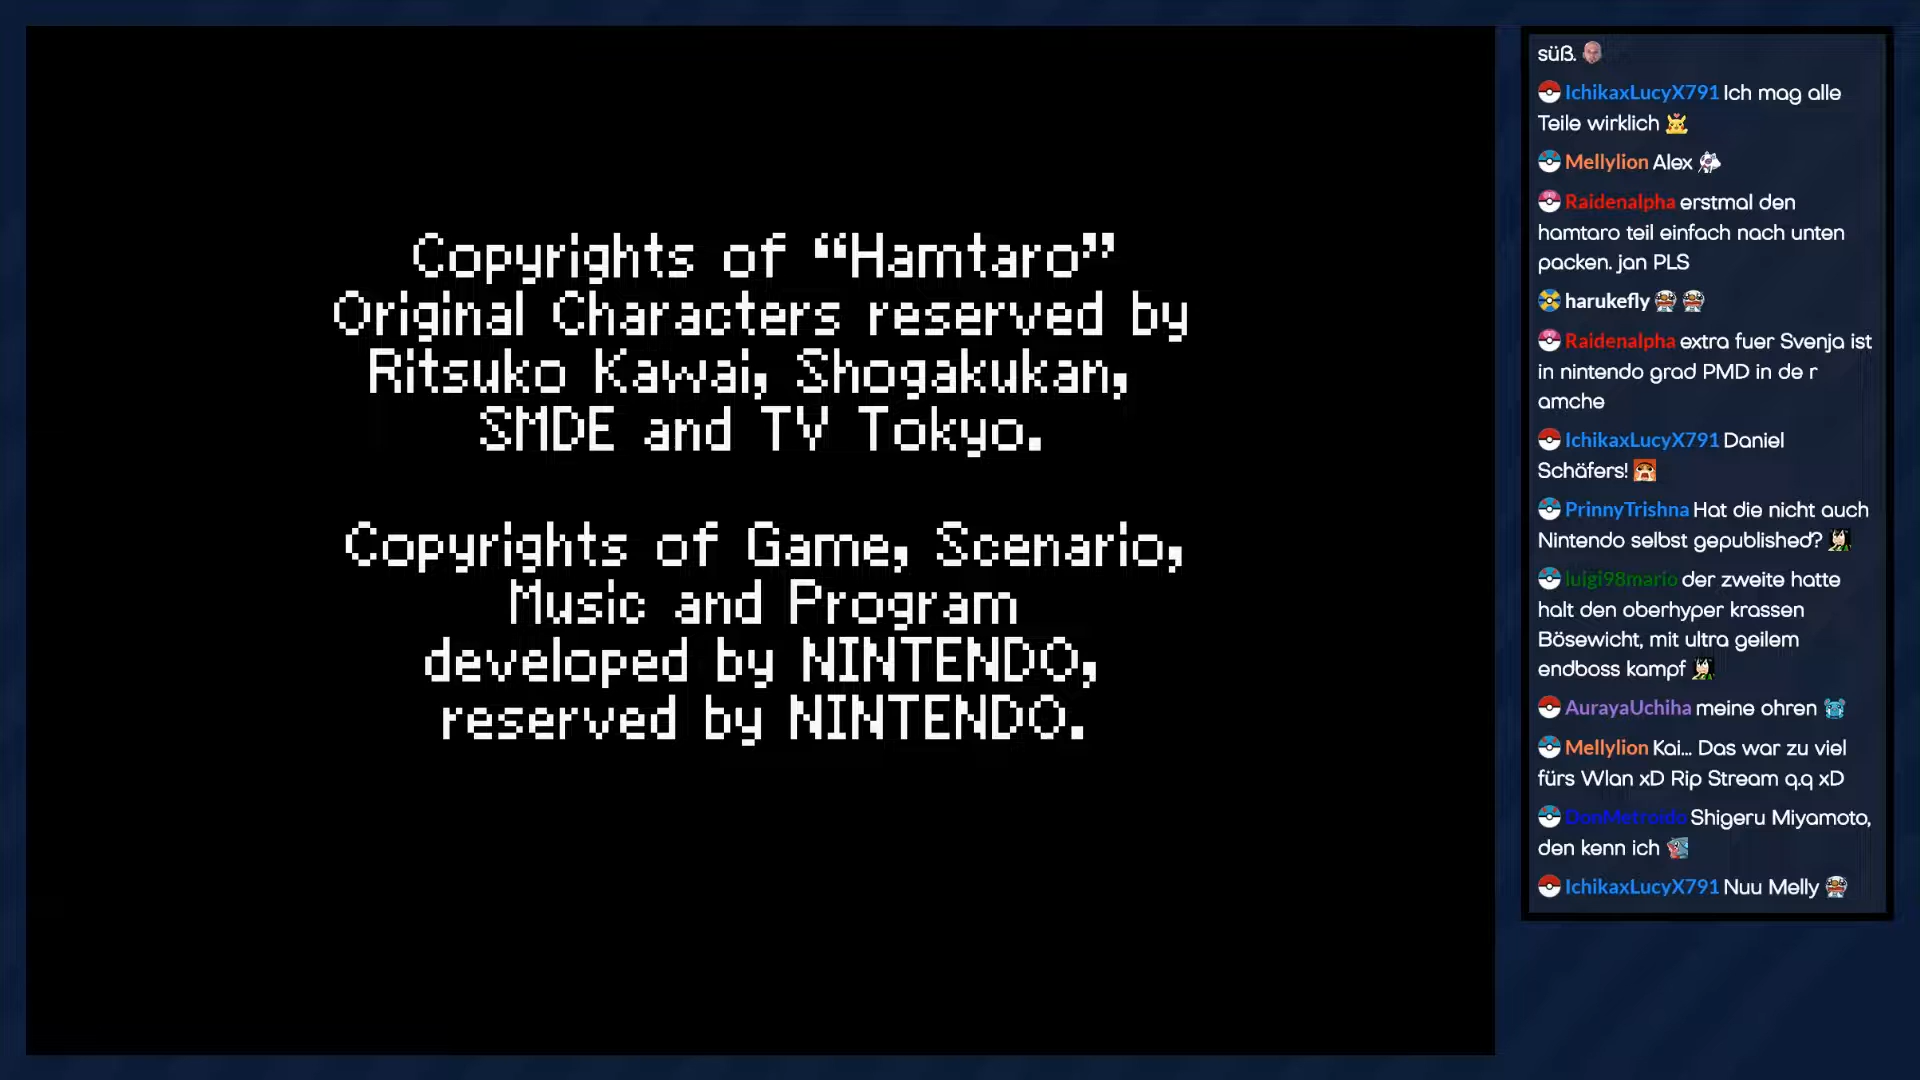 Copyrights of “Hamtaro”
Original Characters reserved by
Ritsuko Kawai, Shogakukan,
SMDE and TV Tokyo.
Copyrights of Game, Scenario,
Music and Program
developed by NINTENDO,
reserved by NINTENDO.
süß.
IchikaxLucyX791 Ich mag alle
Teile wirklich
Mellylion Alex
Raidenalpha erstmal den
hamtaro teil einfach nach unten
packen. jan PLS
harukefly
Raidenalpha extra fuer Svenja ist
in nintendo grad PMD in de r
amche
IchikaxLucyX791 Daniel
Schäfers!
PrinnyTrishna Hat die nicht auch
Nintendo selbst gepublished?
luigi98mario der zweite hatte
halt den oberhyper krassen
Bösewicht, mit ultra geilem
endboss kampf
AurayaUchiha meine ohren
Mellylion Kai... Das war zu viel
fürs Wlan xD Rip Stream q.q xD
DonMetroido Shigeru Miyamoto,
den kenn ich
IchikaxLucyX791 Nuu Melly